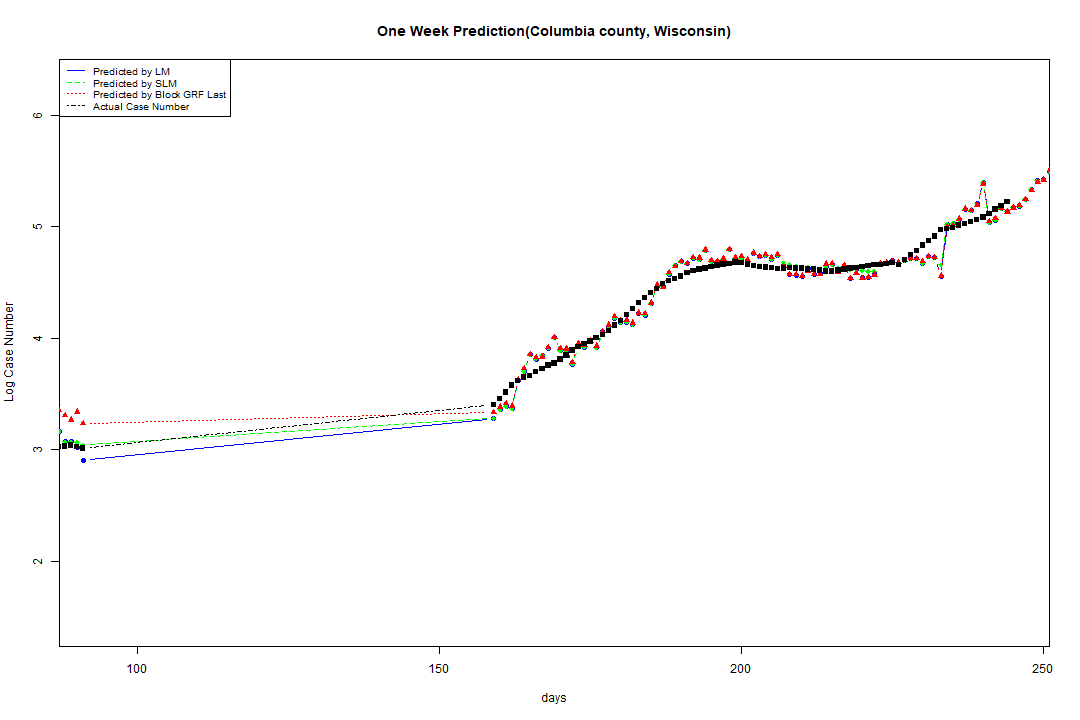 One Week Prediction(Columbia county, Wisconsin)
Predicted by LM
Predicted by SLM
Predicted by Block GRF Last
Actual Case Number
Log Case Number
6
5
4
3
2
100 150 200 250
days